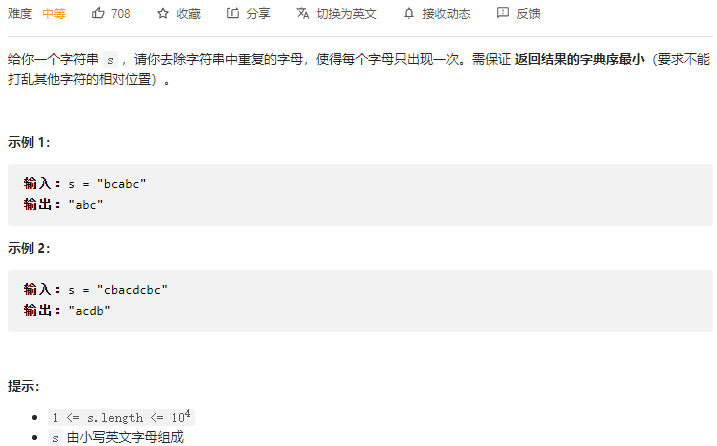 难度 中等 708 收藏 分享 切换为英文 接收动态 反馈
给你一个字符串 s ，请你去除字符串中重复的字母，使得每个字母只出现一次。需保证 返回结果的字典序最小（要求不能
打乱其他字符的相对位置）。
示例 1：
输入：s = "bcabc"
输出："abc"
示例 2：
输入：s = "cbacdcbc"
输出："acdb"
提示：
1 <= s.length <= 10⁴
s 由小写英文字母组成